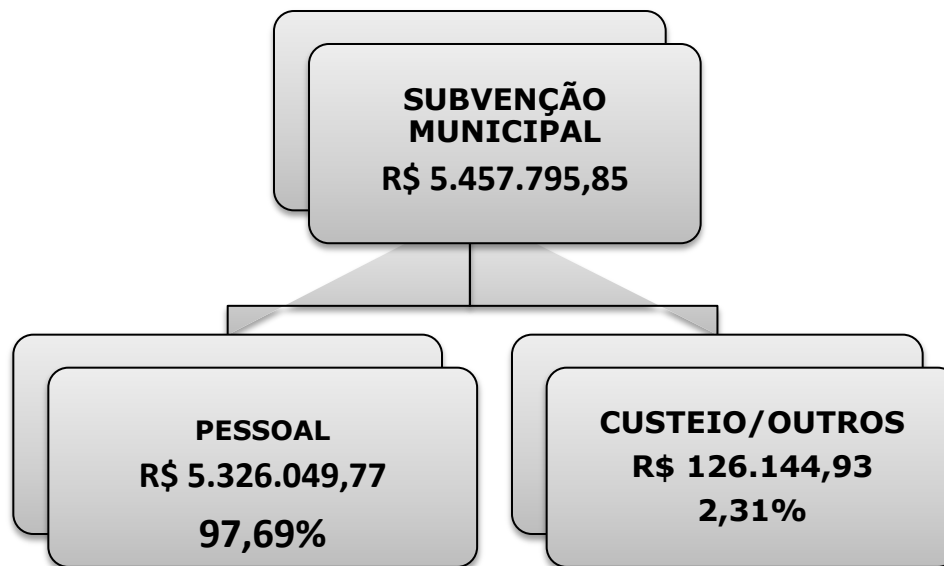 SUBVENÇÃO
MUNICIPAL
R$ 5.457.795,85
PESSOAL
R$ 5.326.049,77
97,69%
CUSTEIO/OUTROS
R$ 126.144,93
2,31%